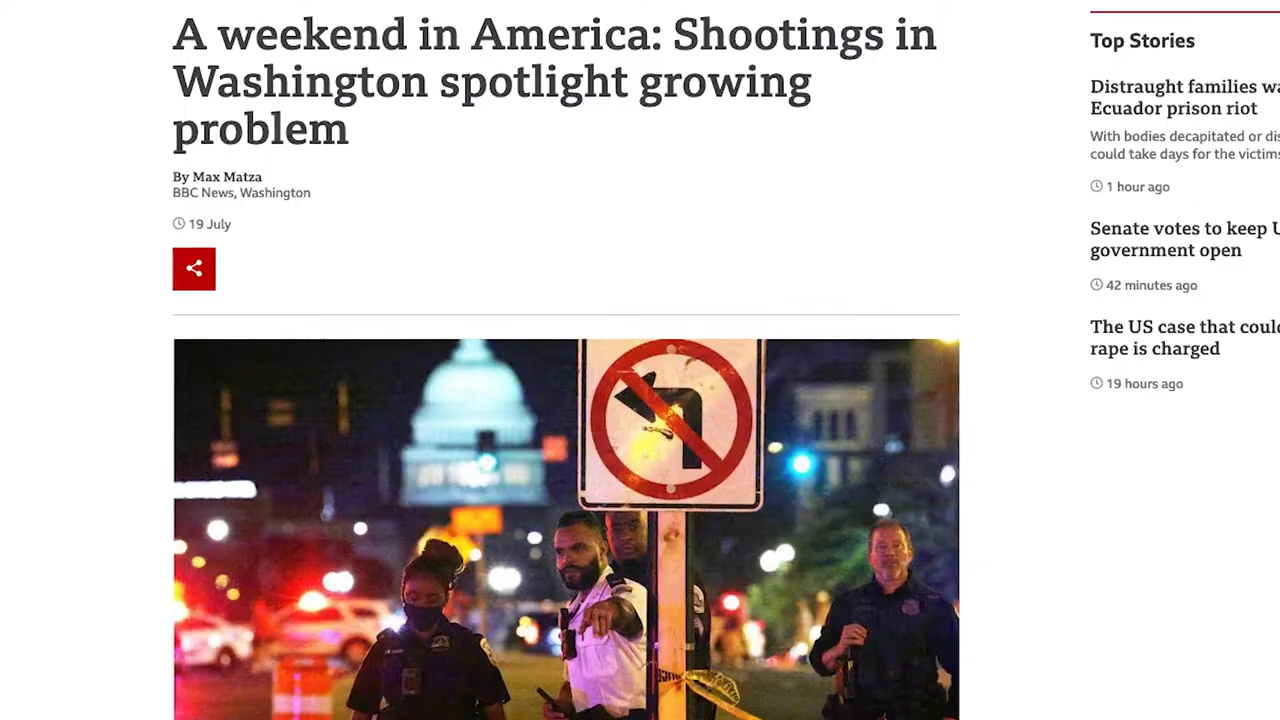 A weekend in America: Shootings in
Washington spotlight growing
problem
By Max Matza
BBC News, Washington
19 July
Top Stories
Distraught families wa
Ecuador prison riot
With bodies decapitated or dis
could take days for the victims
1 hour ago
Senate votes to keep U
government open
42 minutes ago
The US case that could
rape is charged
19 hours ago